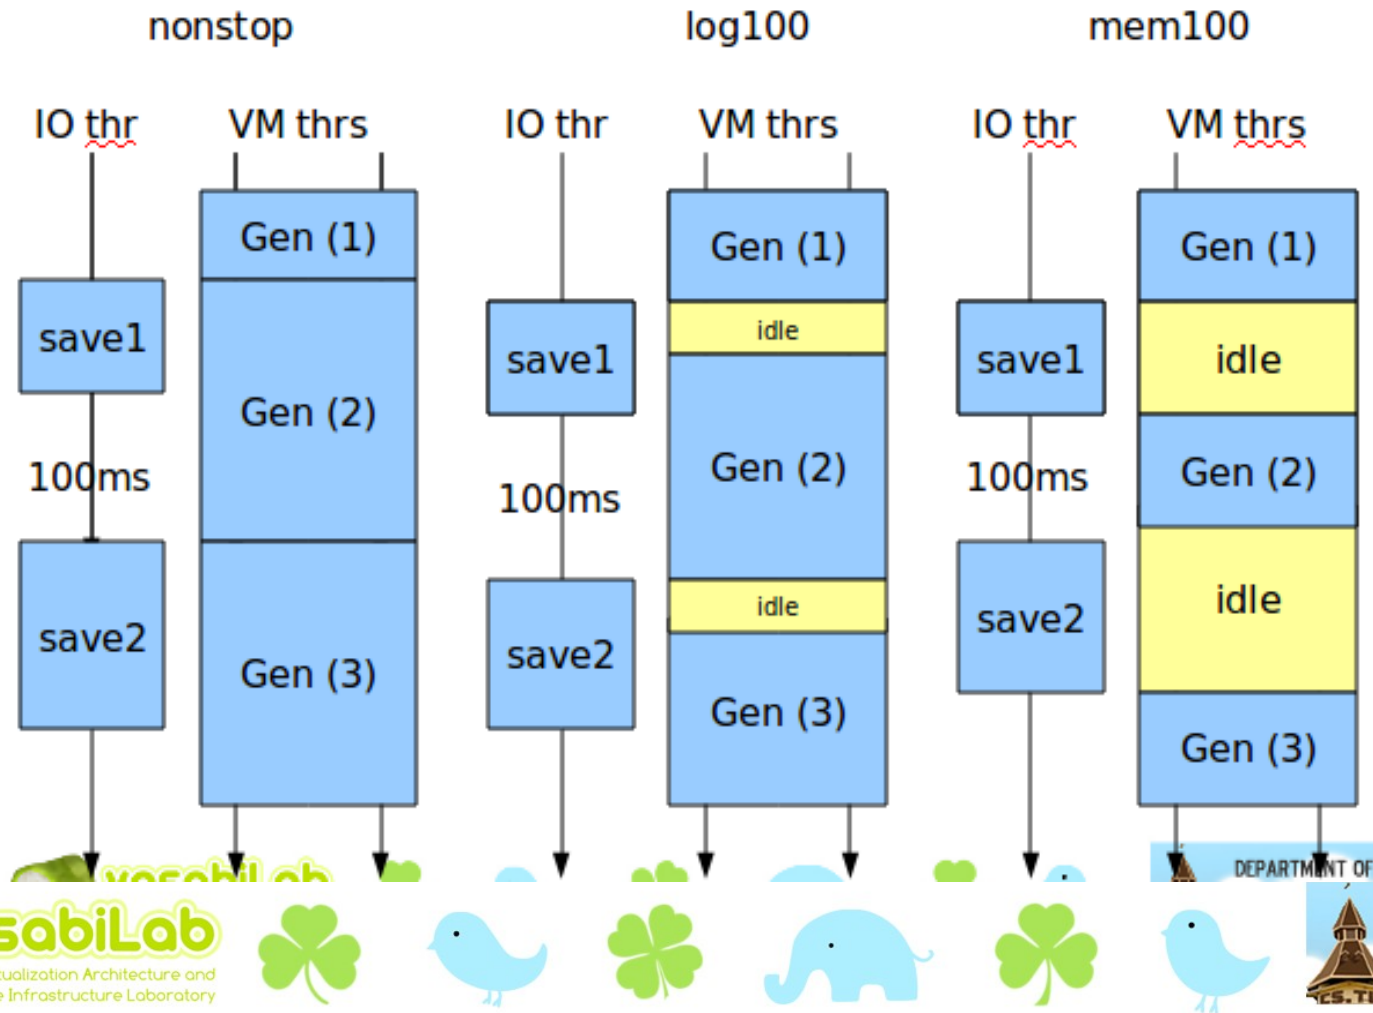 nonstop
log100
mem100
IO thr
VM thrs
IO thr
VM thrs
IO thr
VM thrs
Gen (1)
save1
Gen (2)
100ms
save2
Gen (3)
Gen (1)
idle
save1
Gen (2)
100ms
idle
save2
Gen (3)
Gen (1)
idle
save1
Gen (2)
100ms
idle
save2
Gen (3)
vasabiLab
DEPARTMENT OF
sabiLab
ualization Architecture and
e Infrastructure Laboratory